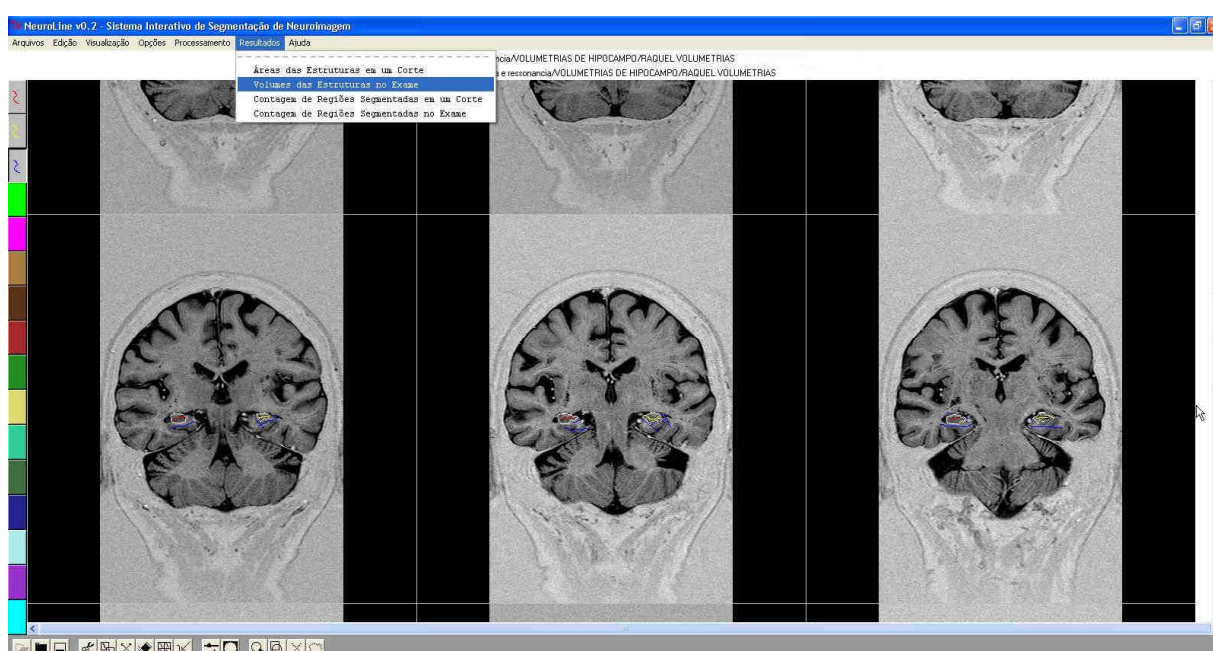 NeuroLine v0.2 - Sistema Interativo de Segmentação de Neuroimagem
Arquivos Edição Visualização Opções Processamento Resultados Ajuda
ncia/VOLUMETRIAS DE HIPOCAMPO/RAQUEL VOLUMETRIAS
e ressonancia/VOLUMETRIAS DE HIPOCAMPO/RAQUEL VOLUMETRIAS
Áreas das Estruturas em um Corte
Volumes das Estruturas no Exame
Contagem de Regiões Segmentadas em um Corte
Contagem de Regiões Segmentadas no Exame